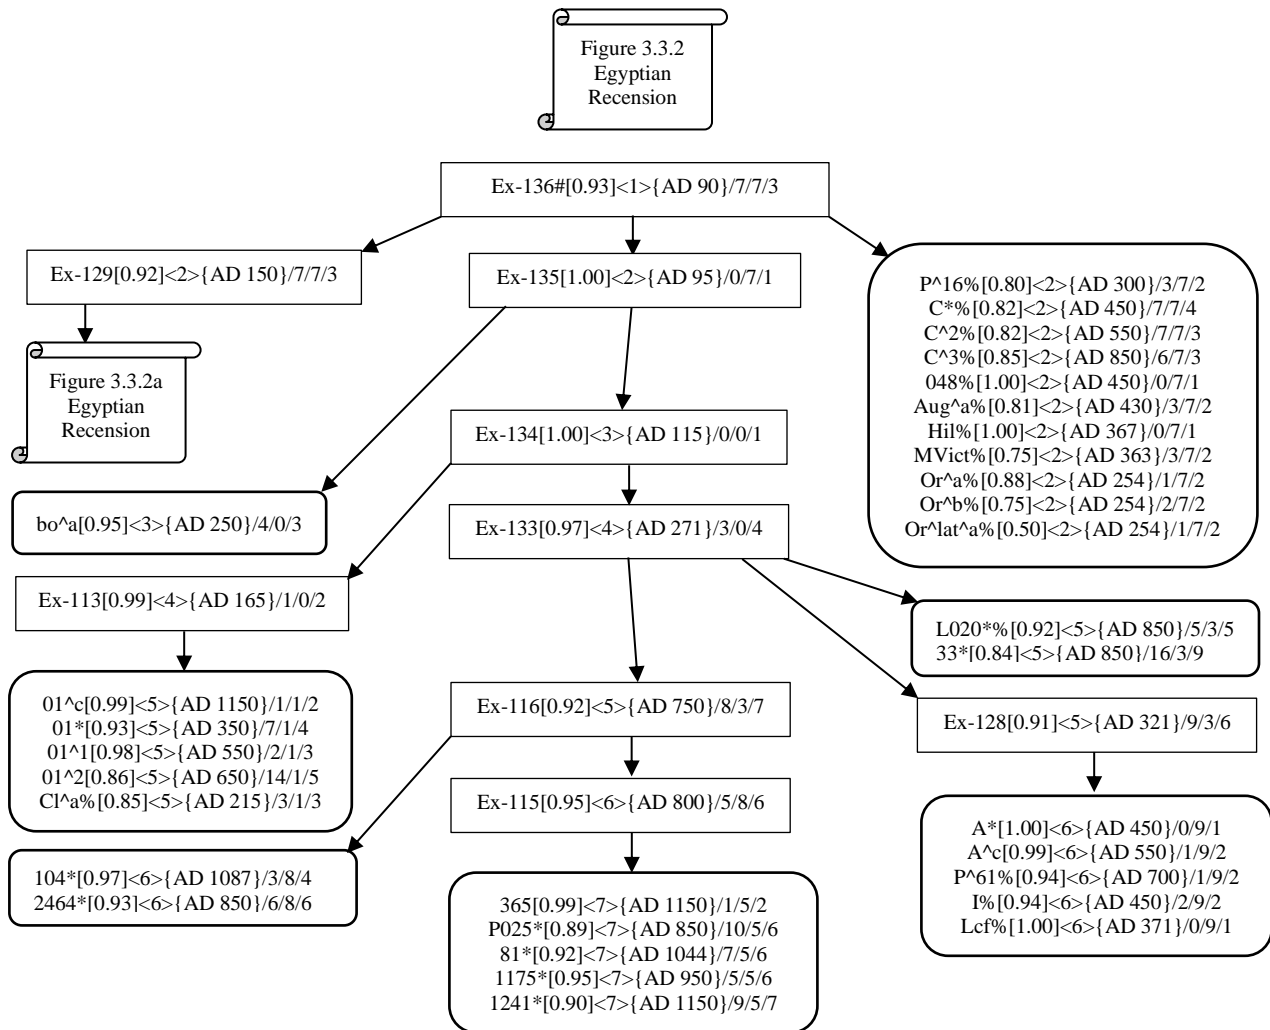 Figure 3.3.2
Egyptian
Recension
Ex-136#[0.93]<1>{AD 90}/7/7/3
Ex-129[0.92]<2>{AD 150}/7/7/3
Ex-135[1.00]<2>{AD 95}/0/7/1
P^16%[0.80]<2>{AD 300}/3/7/2
C*%[0.82]<2>{AD 450}/7/7/4
C^2%[0.82]<2>{AD 550}/7/7/3
C^3%[0.85]<2>{AD 850}/6/7/3
048%[1.00]<2>{AD 450}/0/7/1
Aug^a%[0.81]<2>{AD 430}/3/7/2
Hil%[1.00]<2>{AD 367}/0/7/1
MVict%[0.75]<2>{AD 363}/3/7/2
Or^a%[0.88]<2>{AD 254}/1/7/2
Or^b%[0.75]<2>{AD 254}/2/7/2
Or^lat^a%[0.50]<2>{AD 254}/1/7/2
Figure 3.3.2a
Egyptian
Recension
Ex-134[1.00]<3>{AD 115}/0/0/1
bo^a[0.95]<3>{AD 250}/4/0/3
Ex-133[0.97]<4>{AD 271}/3/0/4
Ex-113[0.99]<4>{AD 165}/1/0/2
L020*%[0.92]<5>{AD 850}/5/3/5
33*[0.84]<5>{AD 850}/16/3/9
01^c[0.99]<5>{AD 1150}/1/1/2
01*[0.93]<5>{AD 350}/7/1/4
01^1[0.98]<5>{AD 550}/2/1/3
01^2[0.86]<5>{AD 650}/14/1/5
Cl^a%[0.85]<5>{AD 215}/3/1/3
Ex-116[0.92]<5>{AD 750}/8/3/7
Ex-128[0.91]<5>{AD 321}/9/3/6
Ex-115[0.95]<6>{AD 800}/5/8/6
104*[0.97]<6>{AD 1087}/3/8/4
2464*[0.93]<6>{AD 850}/6/8/6
A*[1.00]<6>{AD 450}/0/9/1
A^c[0.99]<6>{AD 550}/1/9/2
P^61%[0.94]<6>{AD 700}/1/9/2
I%[0.94]<6>{AD 450}/2/9/2
Lcf%[1.00]<6>{AD 371}/0/9/1
365[0.99]<7>{AD 1150}/1/5/2
P025*[0.89]<7>{AD 850}/10/5/6
81*[0.92]<7>{AD 1044}/7/5/6
1175*[0.95]<7>{AD 950}/5/5/6
1241*[0.90]<7>{AD 1150}/9/5/7